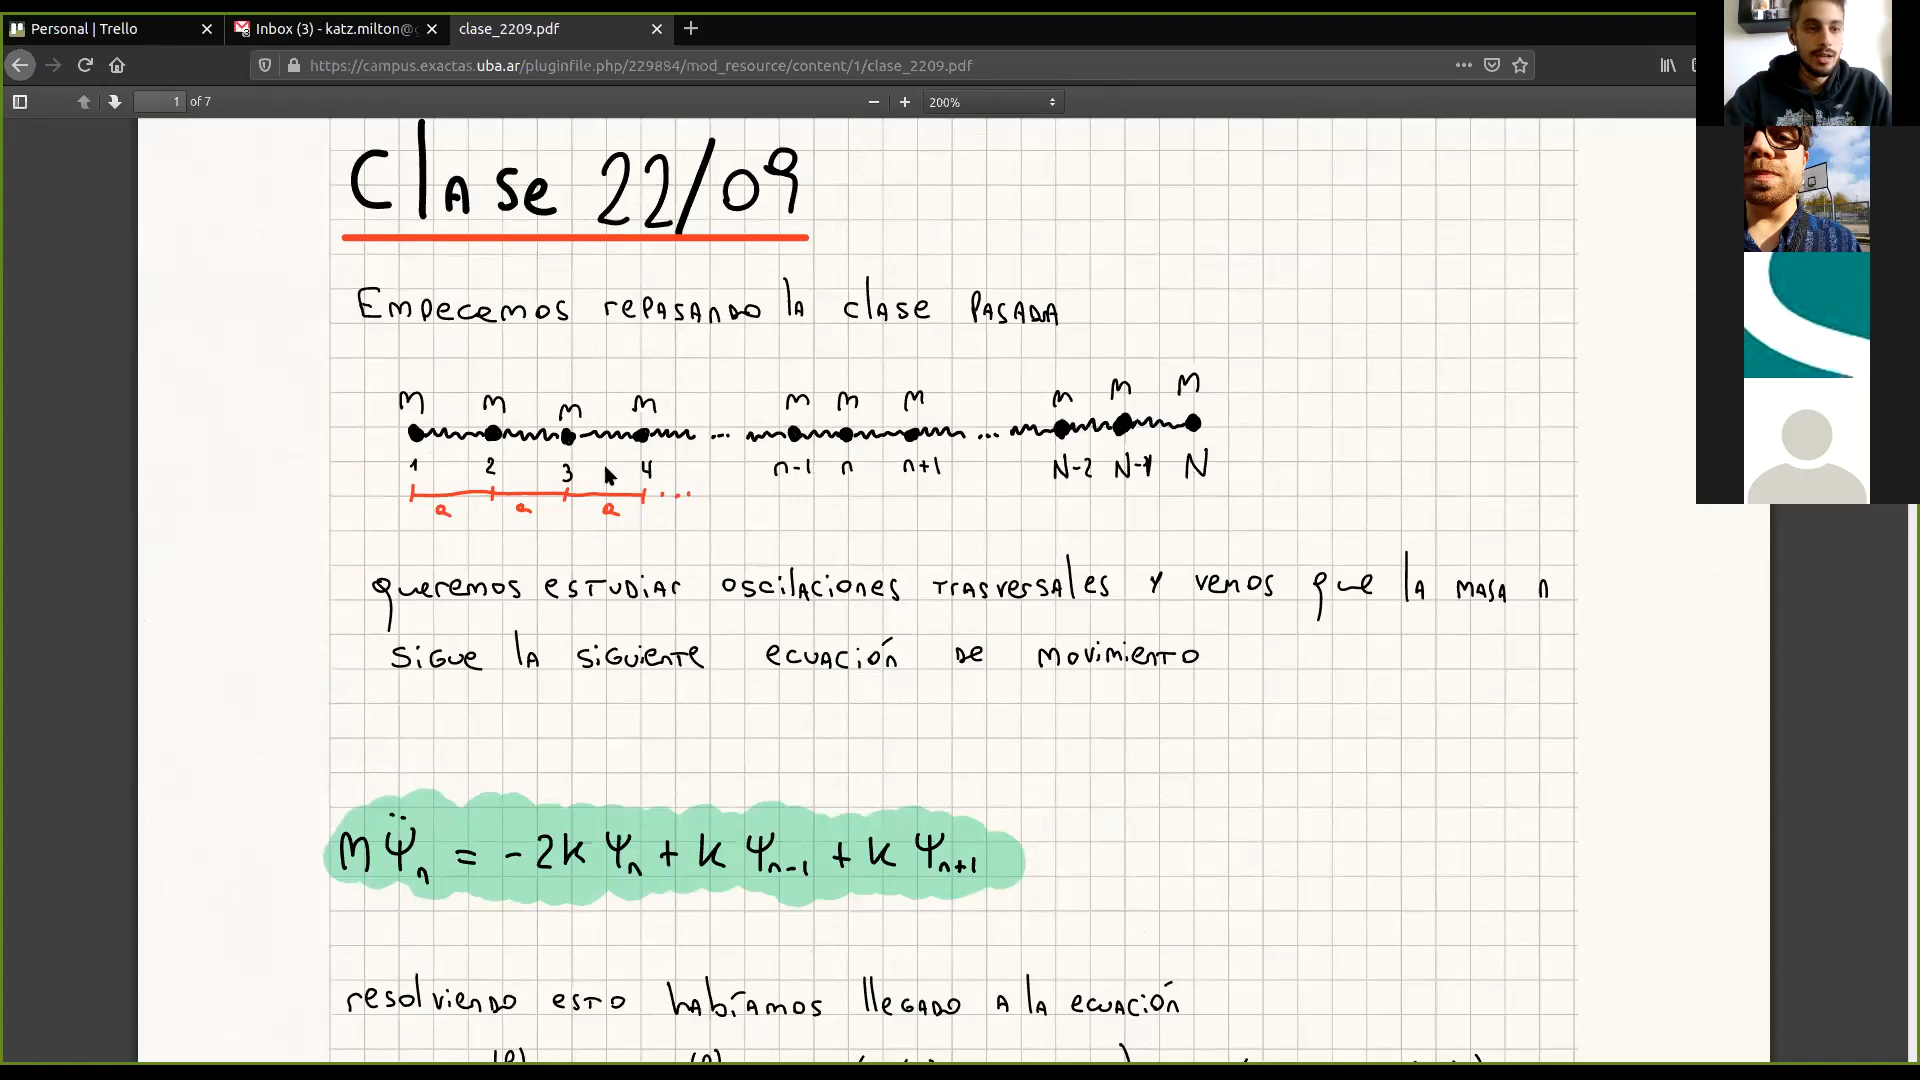 Personal | Trello
Inbox (3) - katz.milton@
clase_2209.pdf
https://campus.exactas.uba.ar/pluginfile.php/229884/mod_resource/content/1/clase_2209.pdf
1 of 7
200%
Clase 22/09
Empecemos repasando la clase pasada
m m m m m m m m m m
1 2 3 4 ... n-1 n n+1 ... N-2 N-1 N
a a a ...
queremos estudiar oscilaciones trasversales y vemos que la masa n
sigue la siguiente ecuación de movimiento
m ψ̈ₙ = -2k ψₙ + k ψₙ₋₁ + k ψₙ₊₁
resolviendo esto habíamos llegado a la ecuación